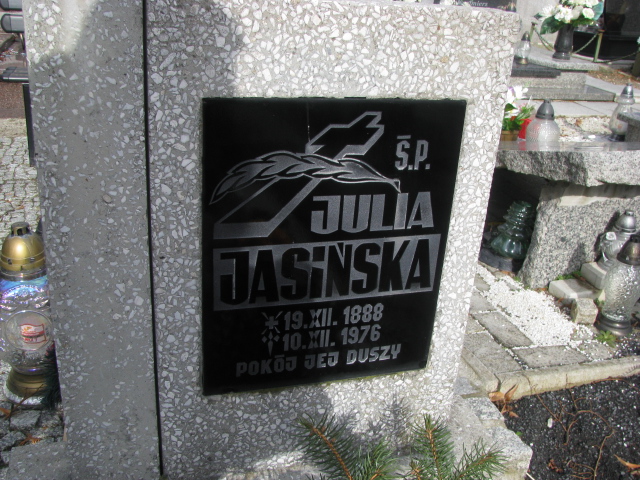 Ś.P.
JULIA
JASIŃSKA
19.XII. 1888
10.XII. 1976
POKÓJ JEJ DUSZY